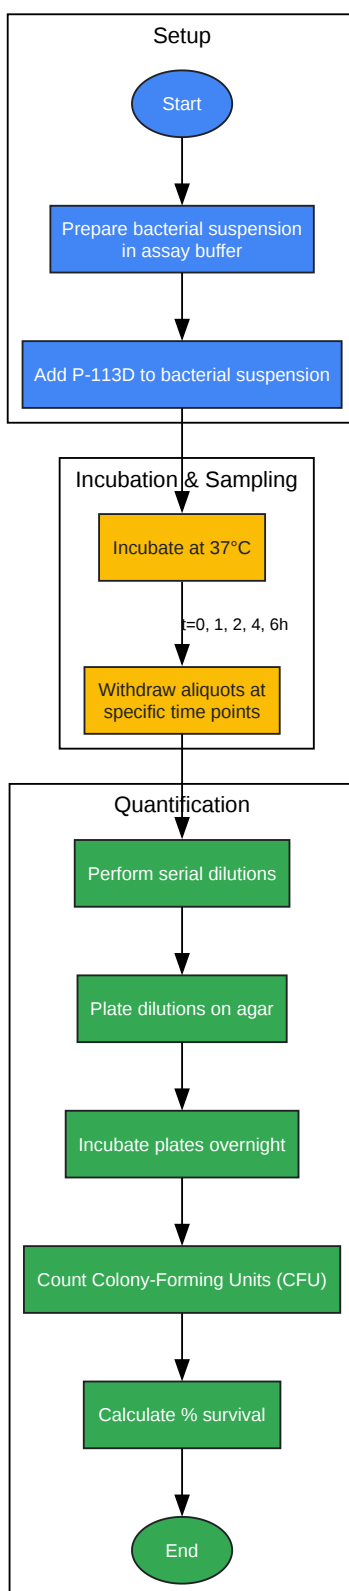 Setup
Start
Prepare bacterial suspension
in assay buffer
Add P-113D to bacterial suspension
Incubation & Sampling
Incubate at 37°C
t=0, 1, 2, 4, 6h
Withdraw aliquots at
specific time points
Quantification
Perform serial dilutions
Plate dilutions on agar
Incubate plates overnight
Count Colony-Forming Units (CFU)
Calculate % survival
End